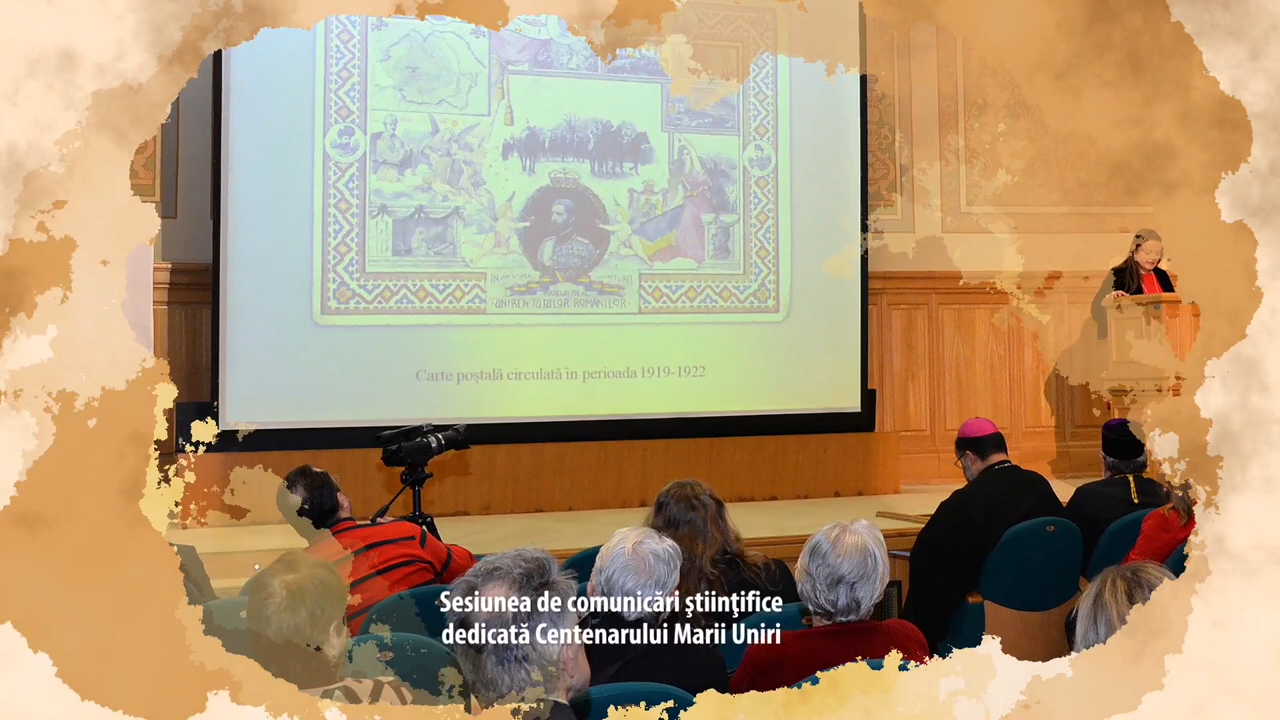 UNIREA TUTULOR ROMÂNILOR
Carte poştală circulată în perioada 1919-1922
Sesiunea de comunicări ştiinţifice
dedicată Centenarului Marii Uniri